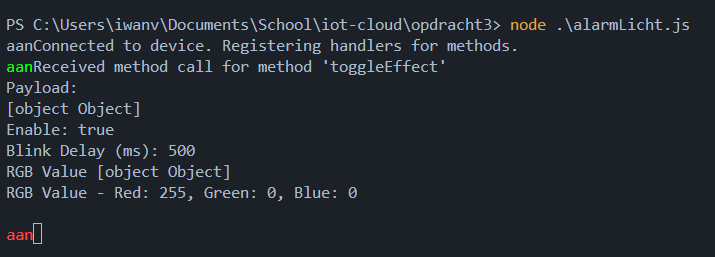 PS C:\Users\iwanv\Documents\School\iot-cloud\opdracht3> node .\alarmLicht.js
aanConnected to device. Registering handlers for methods.
aanReceived method call for method 'toggleEffect'
Payload:
[object Object]
Enable: true
Blink Delay (ms): 500
RGB Value [object Object]
RGB Value - Red: 255, Green: 0, Blue: 0
aan